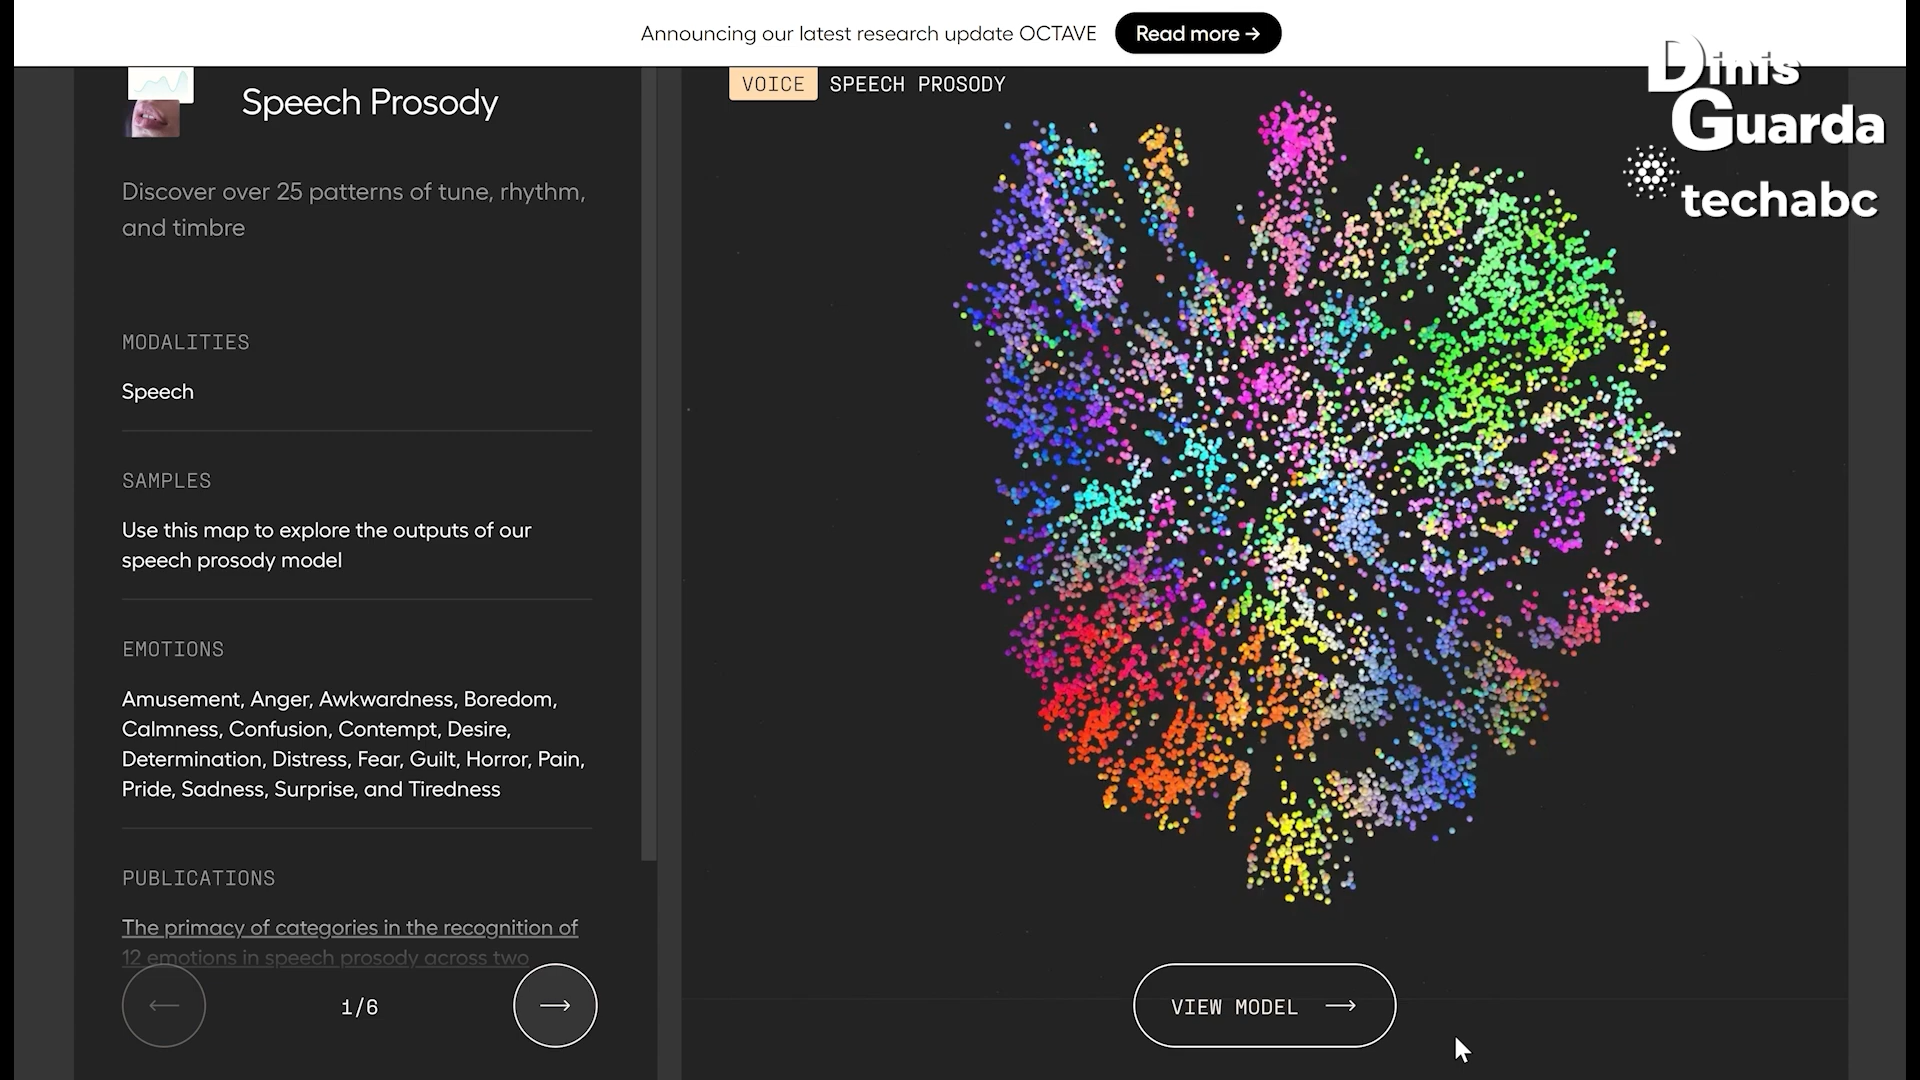 Announcing our latest research update OCTAVE
Read more →
Dinis
Guarda
techabc
Speech Prosody
Discover over 25 patterns of tune, rhythm,
and timbre
MODALITIES
Speech
SAMPLES
Use this map to explore the outputs of our
speech prosody model
EMOTIONS
Amusement, Anger, Awkwardness, Boredom,
Calmness, Confusion, Contempt, Desire,
Determination, Distress, Fear, Guilt, Horror, Pain,
Pride, Sadness, Surprise, and Tiredness
PUBLICATIONS
The primacy of categories in the recognition of
12 emotions in speech prosody across two
1/6
VOICE SPEECH PROSODY
VIEW MODEL →